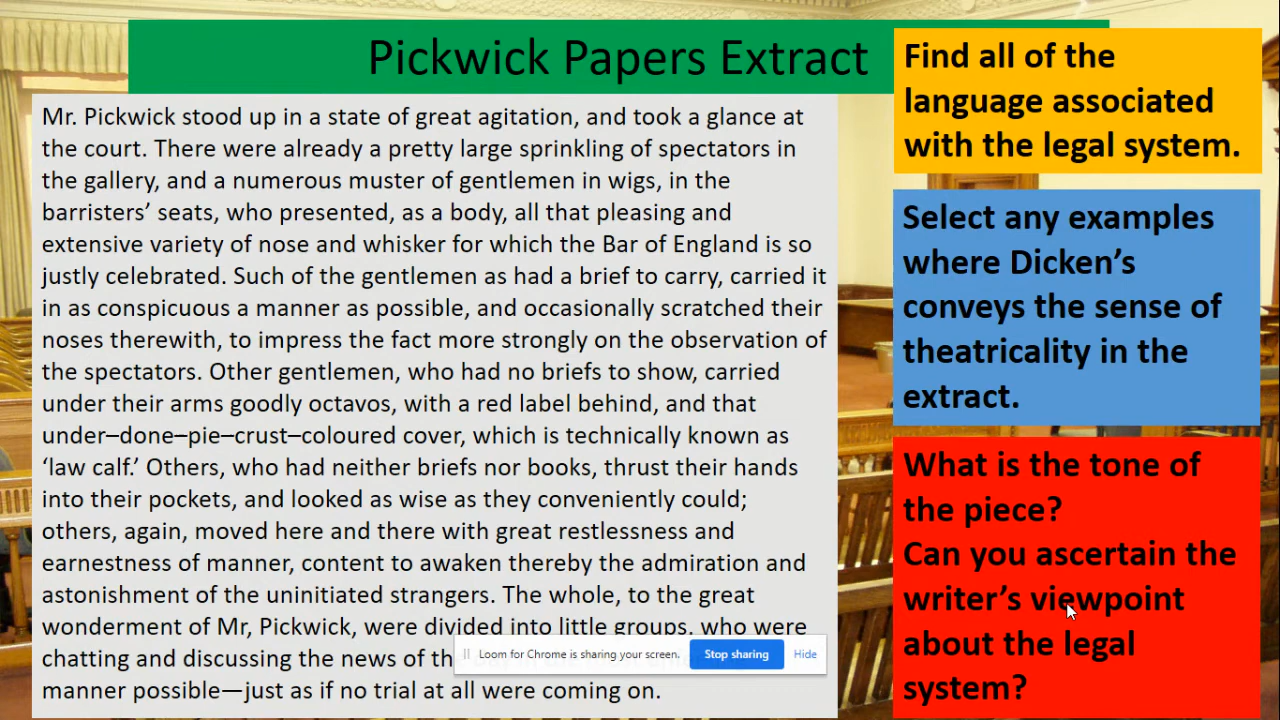 Pickwick Papers Extract
Mr. Pickwick stood up in a state of great agitation, and took a glance at
the court. There were already a pretty large sprinkling of spectators in
the gallery, and a numerous muster of gentlemen in wigs, in the
barristers’ seats, who presented, as a body, all that pleasing and
extensive variety of nose and whisker for which the Bar of England is so
justly celebrated. Such of the gentlemen as had a brief to carry, carried it
in as conspicuous a manner as possible, and occasionally scratched their
noses therewith, to impress the fact more strongly on the observation of
the spectators. Other gentlemen, who had no briefs to show, carried
under their arms goodly octavos, with a red label behind, and that
under–done–pie–crust–coloured cover, which is technically known as
‘law calf.’ Others, who had neither briefs nor books, thrust their hands
into their pockets, and looked as wise as they conveniently could;
others, again, moved here and there with great restlessness and
earnestness of manner, content to awaken thereby the admiration and
astonishment of the uninitiated strangers. The whole, to the great
wonderment of Mr, Pickwick, were divided into little groups, who were
chatting and discussing the news of
manner possible—just as if no trial at all were coming on.
Loom for Chrome is sharing your screen.
Stop sharing
Hide
Find all of the
language associated
with the legal system.
Select any examples
where Dicken’s
conveys the sense of
theatricality in the
extract.
What is the tone of
the piece?
Can you ascertain the
writer’s viewpoint
about the legal
system?